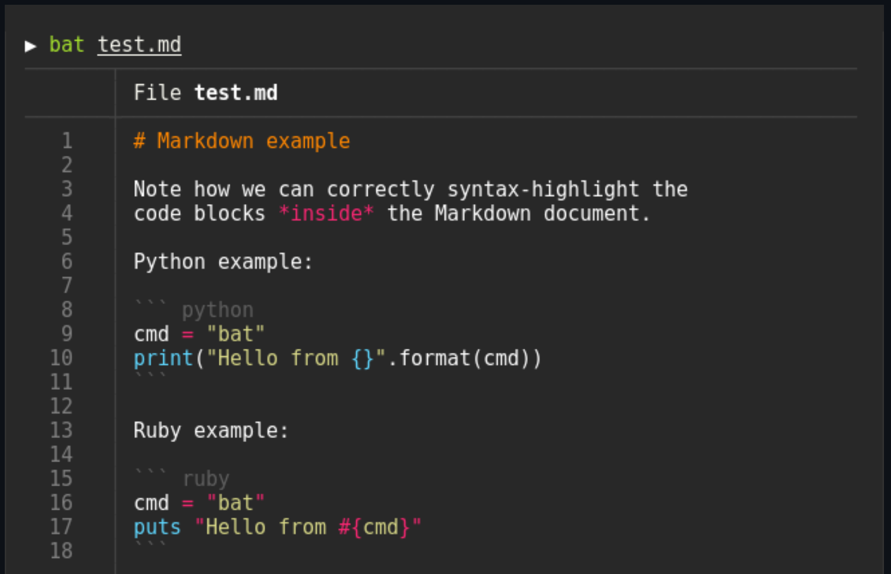 ▶ bat test.md
File test.md
1 # Markdown example
2
3 Note how we can correctly syntax-highlight the
4 code blocks *inside* the Markdown document.
5
6 Python example:
7
8 ``` python
9 cmd = "bat"
10 print("Hello from {}".format(cmd))
11 ```
12
13 Ruby example:
14
15 ``` ruby
16 cmd = "bat"
17 puts "Hello from #{cmd}"
18 ```